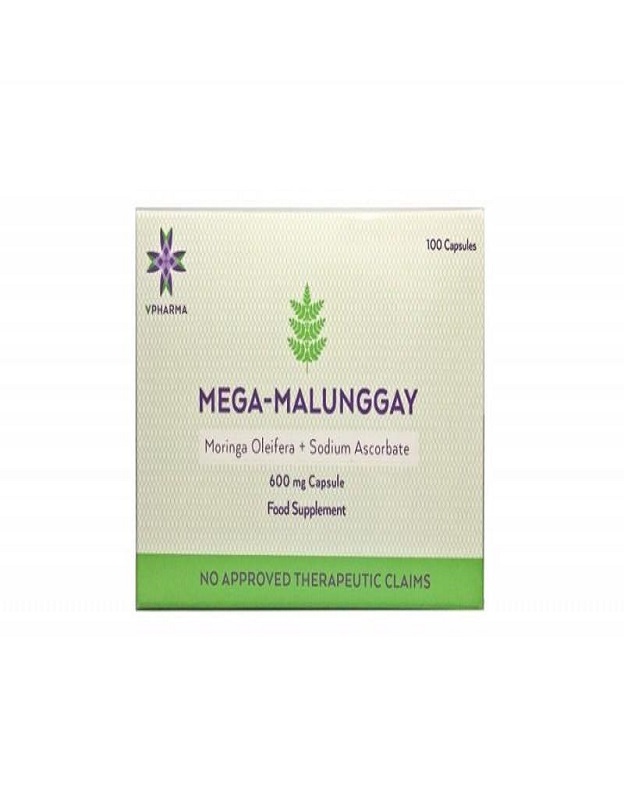 100 Capsules
VPHARMA
MEGA-MALUNGGAY
Moringa Oleifera + Sodium Ascorbate
600 mg Capsule
Food Supplement
NO APPROVED THERAPEUTIC CLAIMS